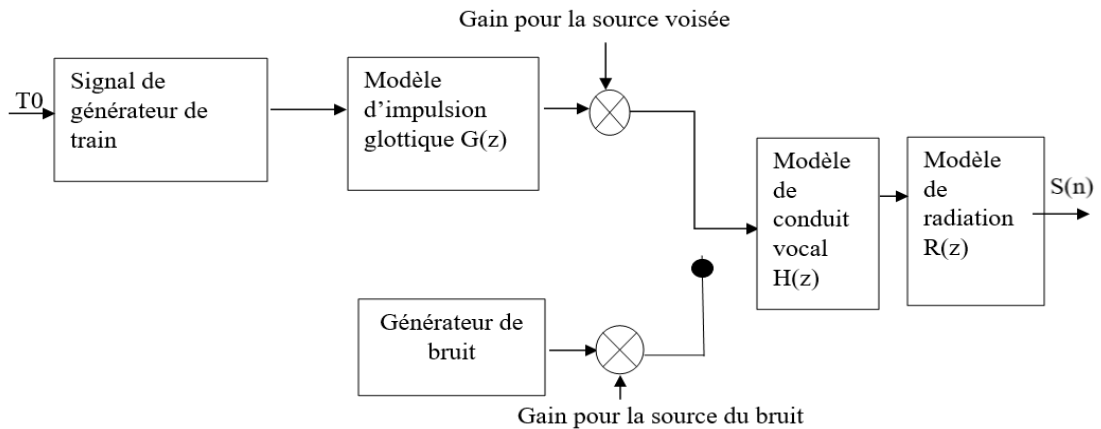 Gain pour la source voisée
T0
Signal de
générateur de
train
Modèle
d’impulsion
glottique G(z)
Modèle
de
conduit
vocal
H(z)
Modèle
de
radiation
R(z)
S(n)
Générateur de
bruit
Gain pour la source du bruit